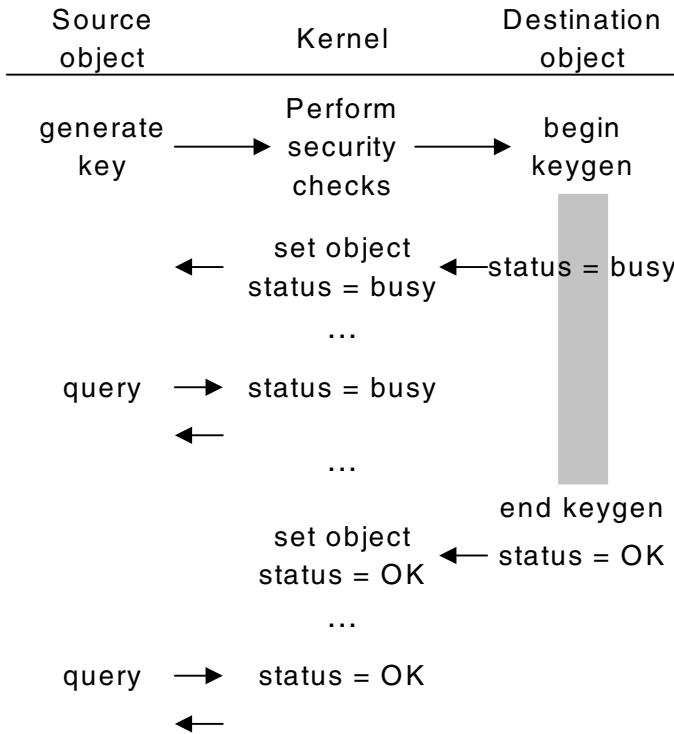 Source Kernel Destination
object object
generate Perform begin
key security keygen
checks
set object status = busy
status = busy
...
query status = busy
...
end keygen
set object status = OK
status = OK
...
query status = OK